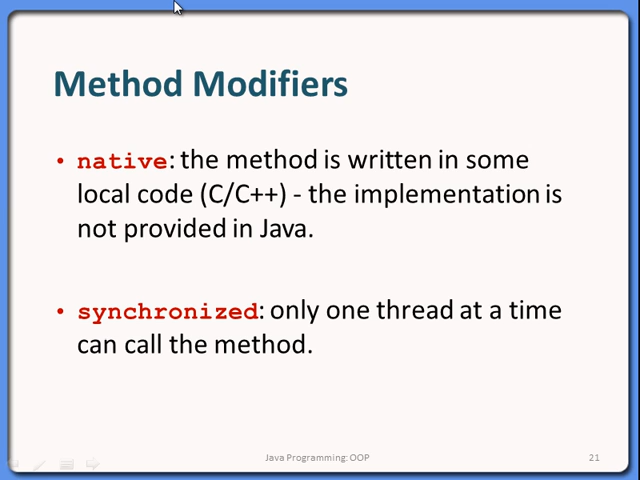 Method Modifiers
• native: the method is written in some
local code (C/C++) - the implementation is
not provided in Java.
• synchronized: only one thread at a time
can call the method.
Java Programming: OOP
21